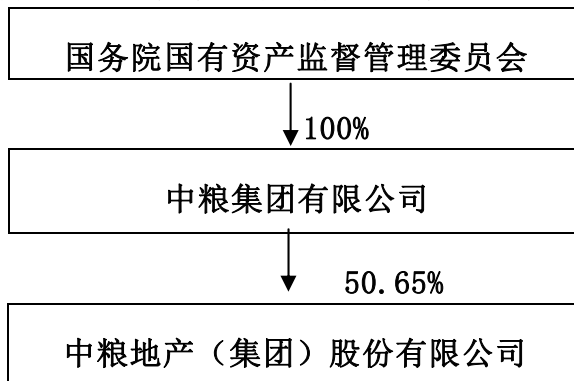 国务院国有资产监督管理委员会
100%
中粮集团有限公司
50.65%
中粮地产（集团）股份有限公司